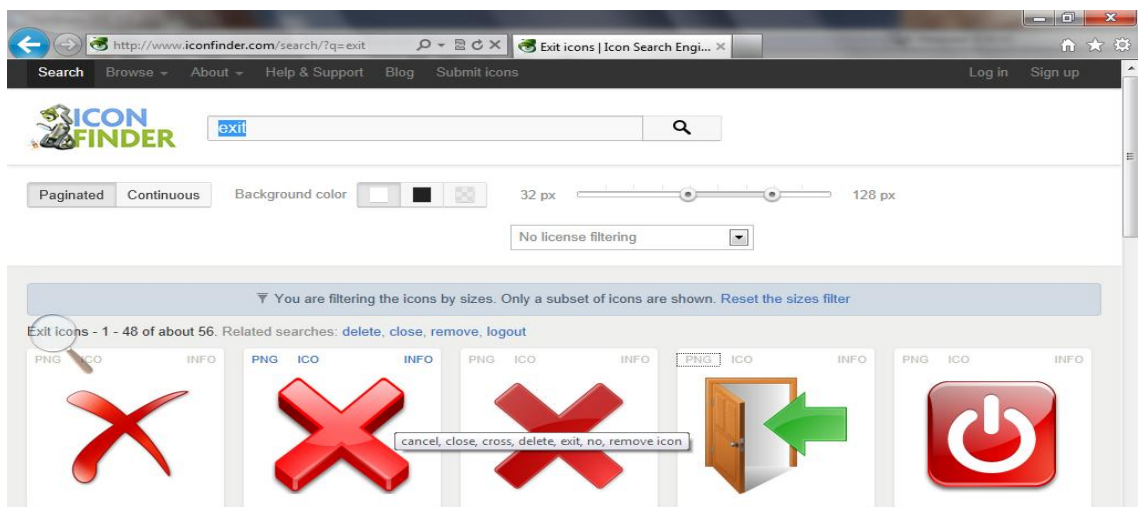 http://www.iconfinder.com/search/?q=exit
Exit icons | Icon Search Engi...
Search Browse About Help & Support Blog Submit icons Log in Sign up
ICON
FINDER
exit
Paginated Continuous Background color 32 px 128 px
No license filtering
You are filtering the icons by sizes. Only a subset of icons are shown. Reset the sizes filter
Exit icons - 1 - 48 of about 56. Related searches: delete, close, remove, logout
PNG ICO INFO PNG ICO INFO PNG ICO INFO PNG ICO INFO PNG ICO INFO
cancel, close, cross, delete, exit, no, remove icon